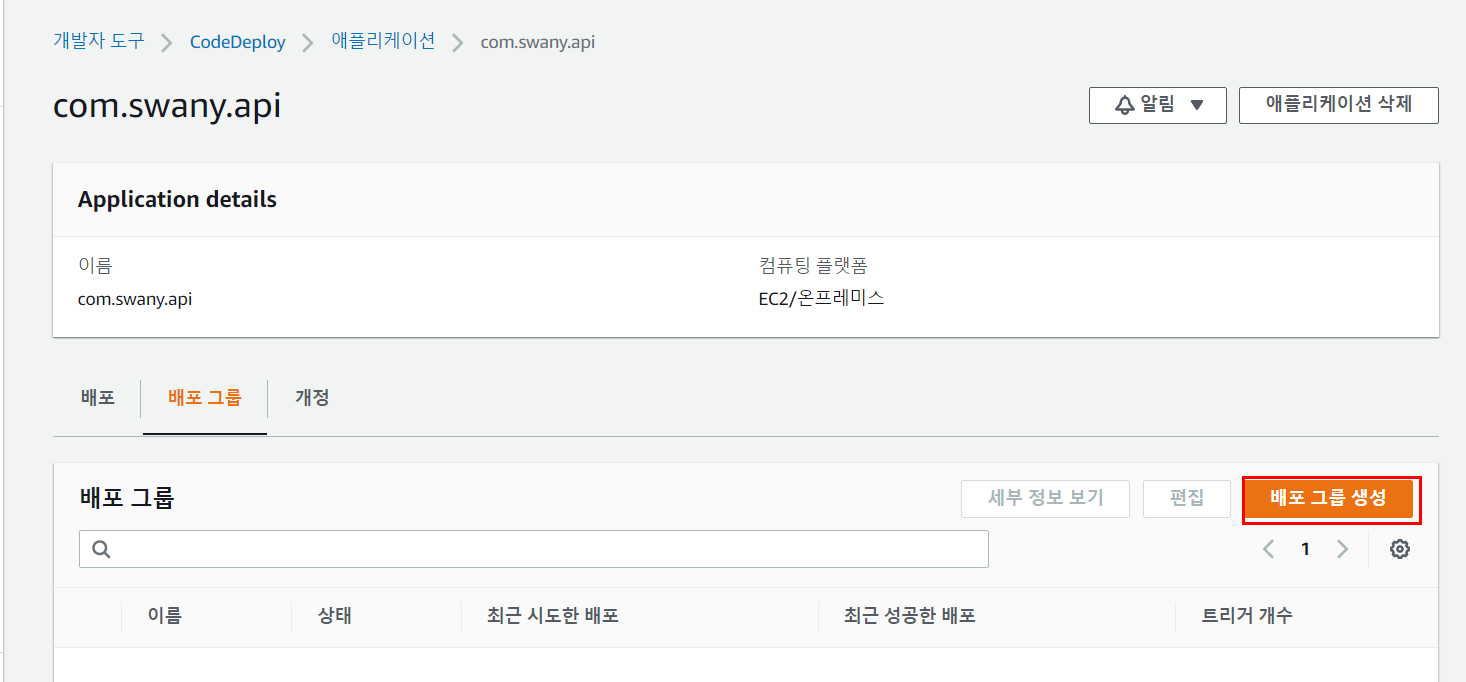 개발자 도구 > CodeDeploy > 애플리케이션 > com.swany.api
com.swany.api
알림 ▼ 애플리케이션 삭제
Application details
이름 컴퓨팅 플랫폼
com.swany.api EC2/온프레미스
배포 배포 그룹 개정
배포 그룹 세부 정보 보기 편집 배포 그룹 생성
1
이름 상태 최근 시도한 배포 최근 성공한 배포 트리거 개수